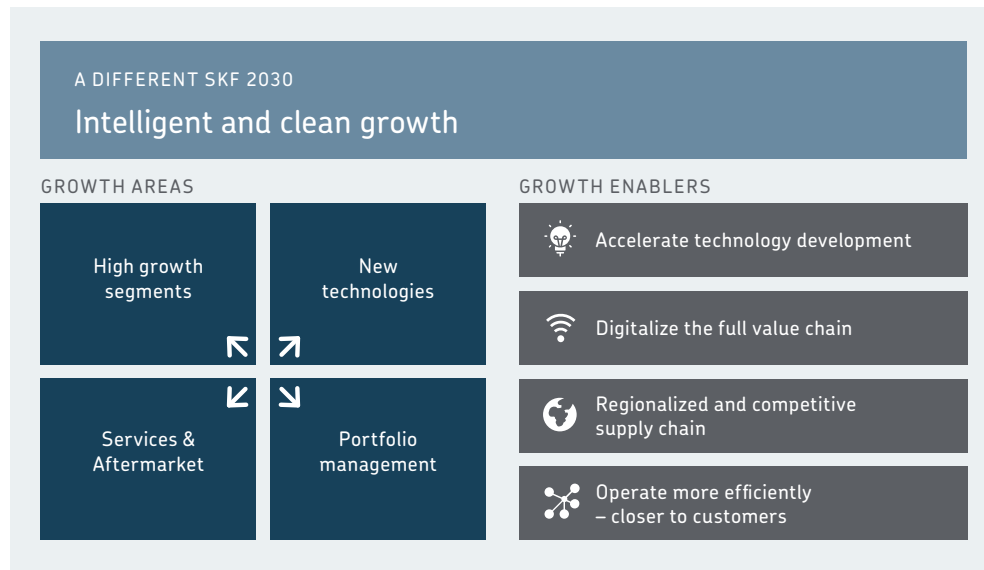 A DIFFERENT SKF 2030
Intelligent and clean growth
GROWTH AREAS
High growth
segments
New
technologies
Services &
Aftermarket
Portfolio
management
GROWTH ENABLERS
Accelerate technology development
Digitalize the full value chain
Regionalized and competitive
supply chain
Operate more efficiently
– closer to customers